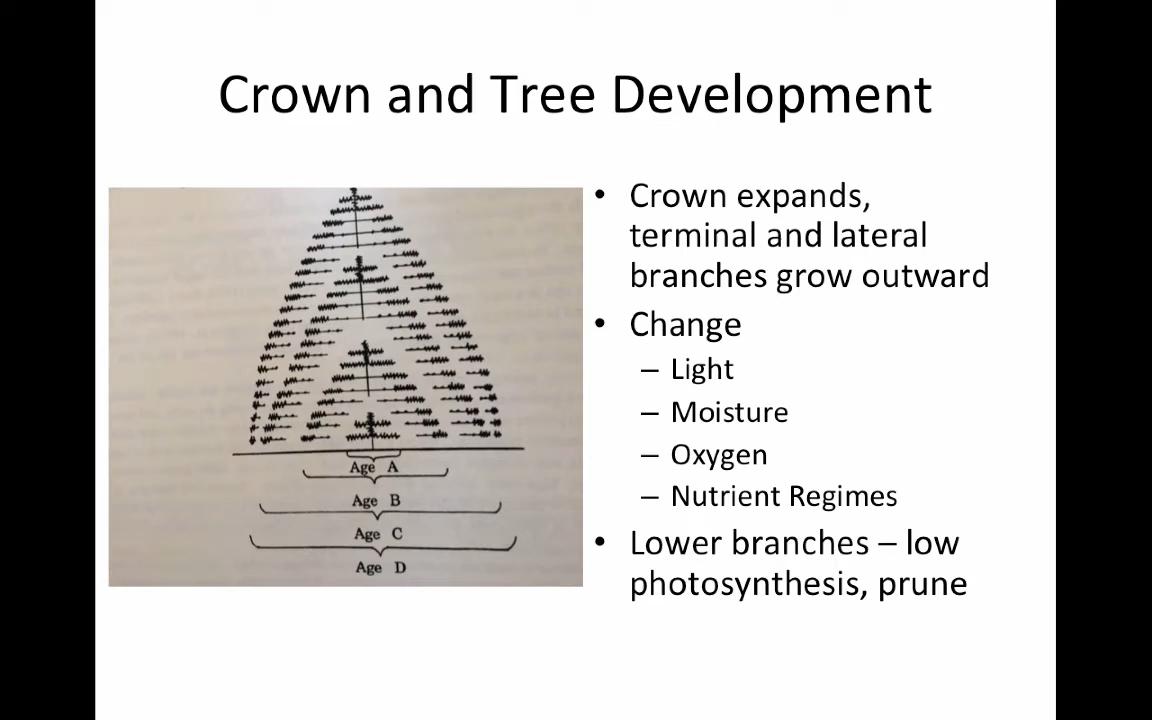 Crown and Tree Development
Age A
Age B
Age C
Age D
• Crown expands,
terminal and lateral
branches grow outward
• Change
– Light
– Moisture
– Oxygen
– Nutrient Regimes
• Lower branches – low
photosynthesis, prune